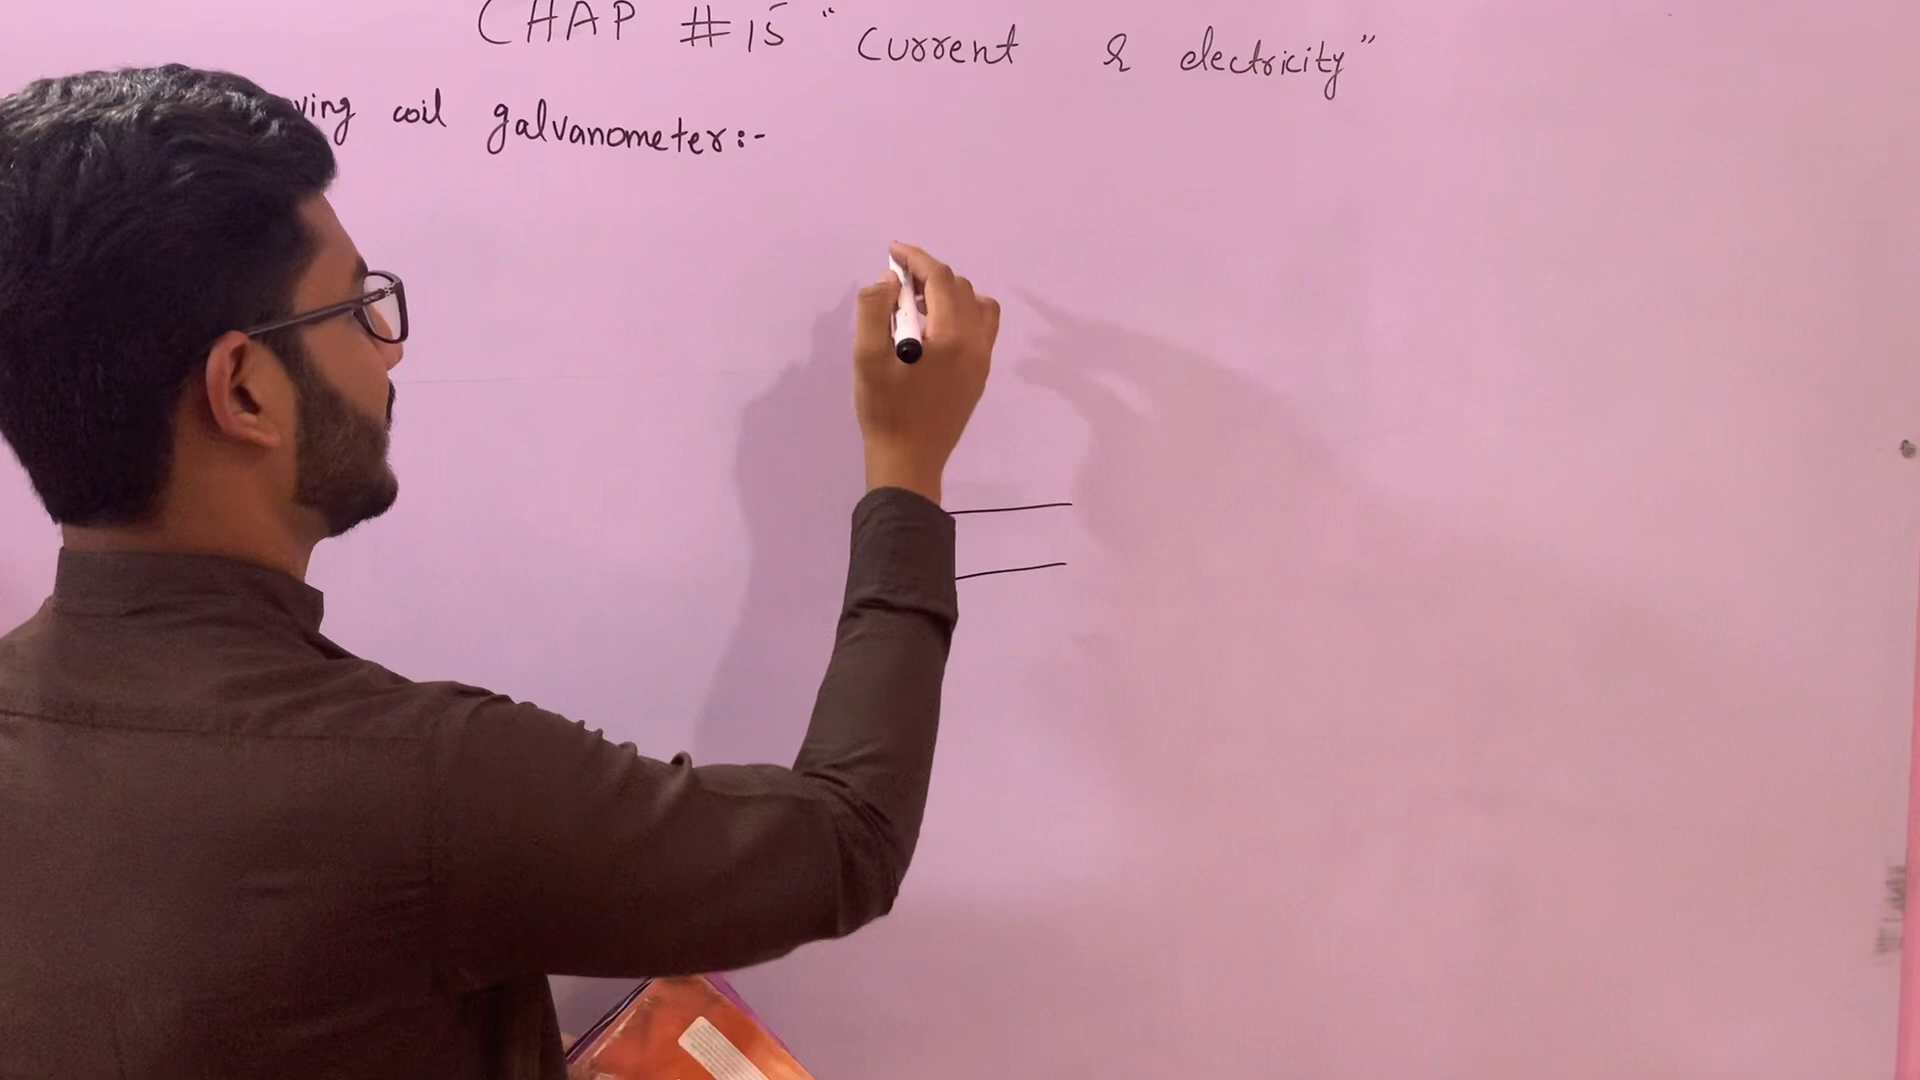 CHAP #15 "Current & electricity"
ving coil galvanometer:-